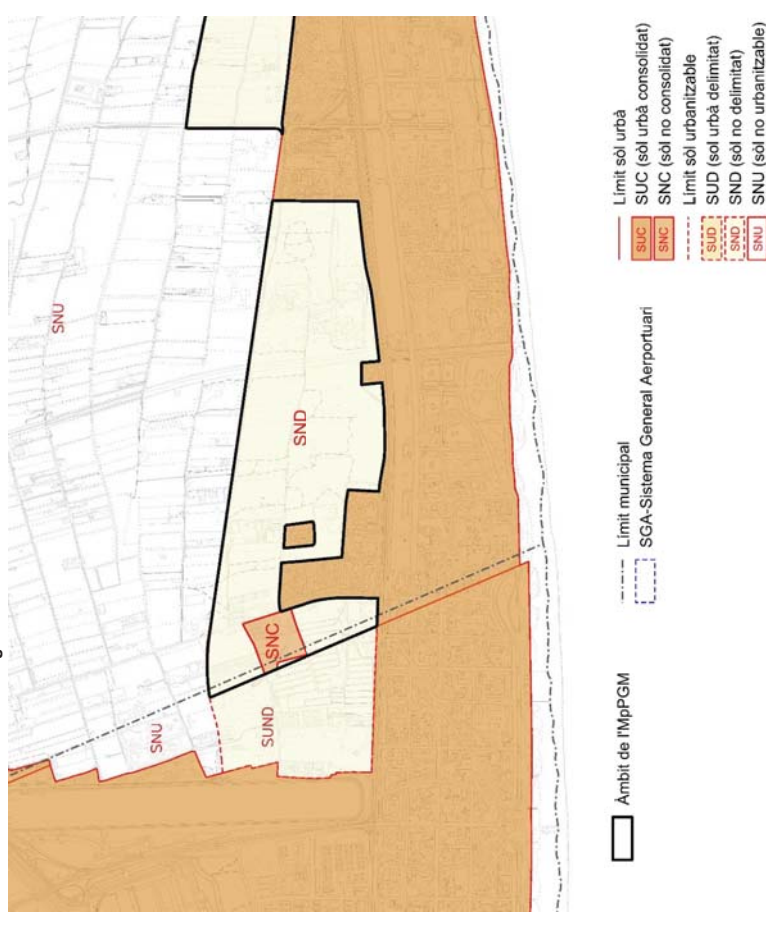 SNU
SND
SNC
SNU
SUND
Àmbit de l'MpPGM
Límit municipal
SGA-Sistema General Aerportuari
Límit sòl urbà
SUC
SUC (sòl urbà consolidat)
SNC
SNC (sòl no consolidat)
Límit sòl urbanitzable
SUD
SUD (sol urbà delimitat)
SND
SND (sòl no delimitat)
SNU
SNU (sòl no urbanitzable)